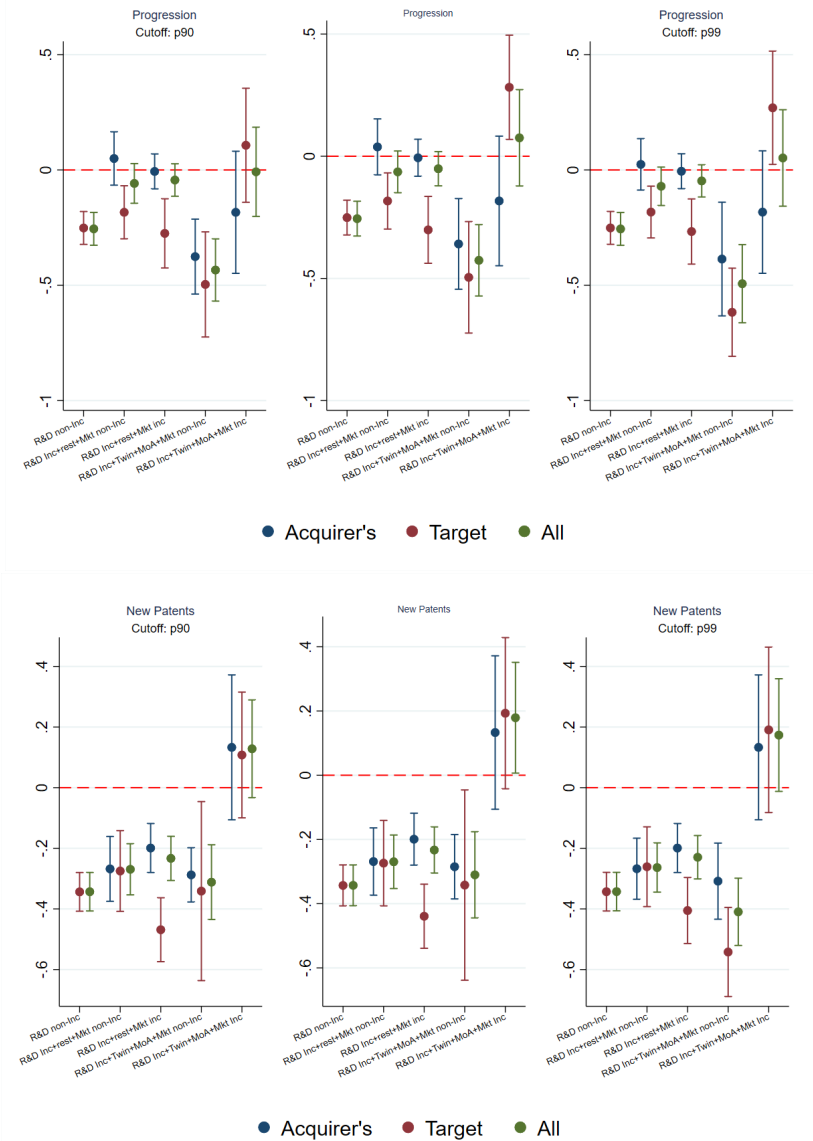 Progression
Cutoff: p90
.5
0
-.5
-1
R&D non-Inc
R&D Inc+rest+Mkt non-Inc
R&D Inc+rest+Mkt inc
R&D Inc+Twin+MoA+Mkt non-Inc
R&D Inc+Twin+MoA+Mkt Inc
Progression
.5
0
-.5
-1
R&D non-Inc
R&D Inc+rest+Mkt non-Inc
R&D Inc+rest+Mkt inc
R&D Inc+Twin+MoA+Mkt non-Inc
R&D Inc+Twin+MoA+Mkt Inc
Progression
Cutoff: p99
.5
0
-.5
-1
R&D non-Inc
R&D Inc+rest+Mkt non-Inc
R&D Inc+rest+Mkt inc
R&D Inc+Twin+MoA+Mkt non-Inc
R&D Inc+Twin+MoA+Mkt Inc
Acquirer's Target All
New Patents
Cutoff: p90
.4
.2
0
-.2
-.4
-.6
R&D non-Inc
R&D Inc+rest+Mkt non-Inc
R&D Inc+rest+Mkt inc
R&D Inc+Twin+MoA+Mkt non-Inc
R&D Inc+Twin+MoA+Mkt Inc
New Patents
.4
.2
0
-.2
-.4
-.6
R&D non-Inc
R&D Inc+rest+Mkt non-Inc
R&D Inc+rest+Mkt inc
R&D Inc+Twin+MoA+Mkt non-Inc
R&D Inc+Twin+MoA+Mkt Inc
New Patents
Cutoff: p99
.4
.2
0
-.2
-.4
-.6
R&D non-Inc
R&D Inc+rest+Mkt non-Inc
R&D Inc+rest+Mkt inc
R&D Inc+Twin+MoA+Mkt non-Inc
R&D Inc+Twin+MoA+Mkt Inc
Acquirer's Target All